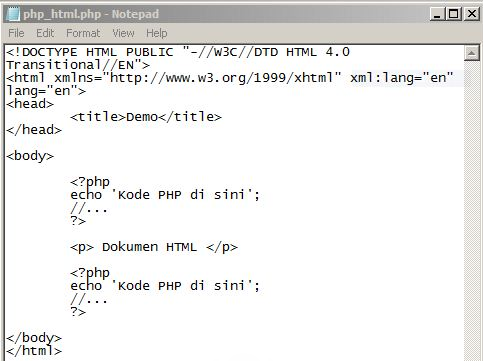 php_html.php - Notepad
File Edit Format View Help
<!DOCTYPE HTML PUBLIC "-//W3C//DTD HTML 4.0
Transitional//EN">
<html xmlns="http://www.w3.org/1999/xhtml" xml:lang="en"
lang="en">
<head>
<title>Demo</title>
</head>
<body>
<?php
echo 'Kode PHP di sini';
//...
?>
<p> Dokumen HTML </p>
<?php
echo 'Kode PHP di sini';
//...
?>
</body>
</html>